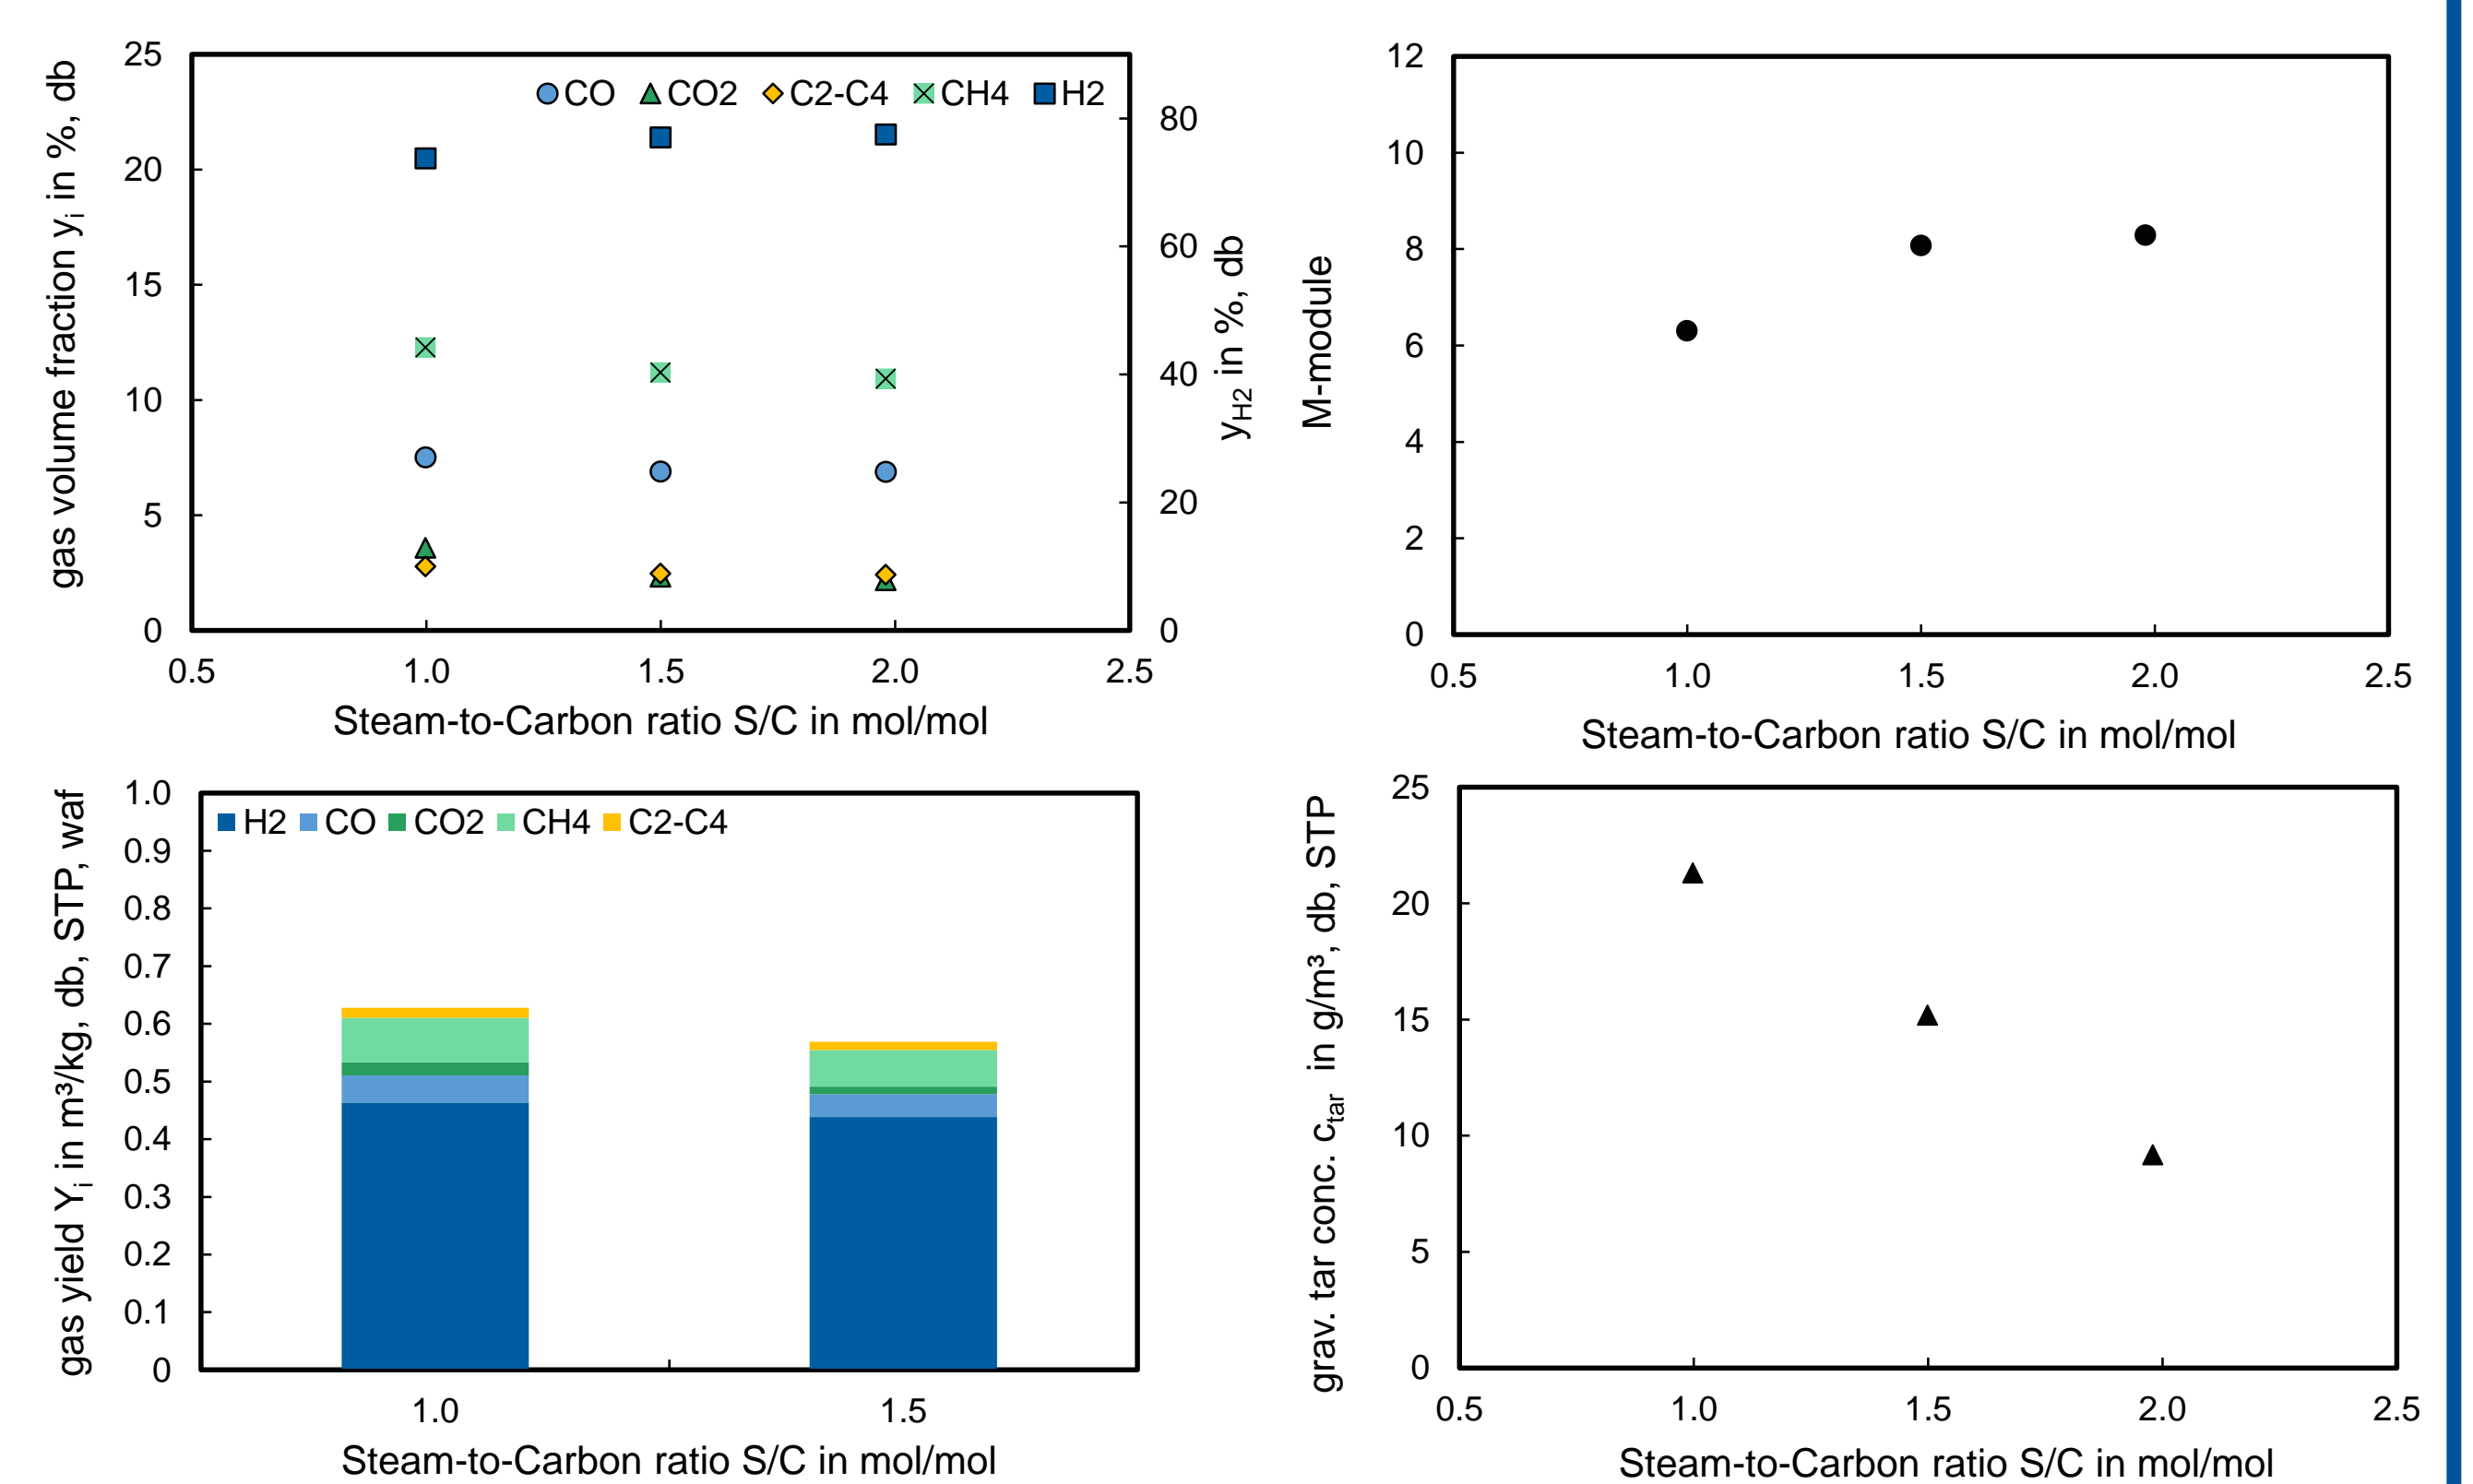 gas volume fraction yi in %, db
25
20
15
10
5
0
CO CO2 C2-C4 CH4 H2
80
60
40
20
0
yH2 in %, db
0.5 1.0 1.5 2.0 2.5
Steam-to-Carbon ratio S/C in mol/mol
M-module
12
10
8
6
4
2
0
0.5 1.0 1.5 2.0 2.5
Steam-to-Carbon ratio S/C in mol/mol
gas yield Yi in m³/kg, db, STP, waf
1.0
0.9
0.8
0.7
0.6
0.5
0.4
0.3
0.2
0.1
0
H2 CO CO2 CH4 C2-C4
1.0 1.5
Steam-to-Carbon ratio S/C in mol/mol
grav. tar conc. ctar in g/m³, db, STP
25
20
15
10
5
0
0.5 1.0 1.5 2.0 2.5
Steam-to-Carbon ratio S/C in mol/mol